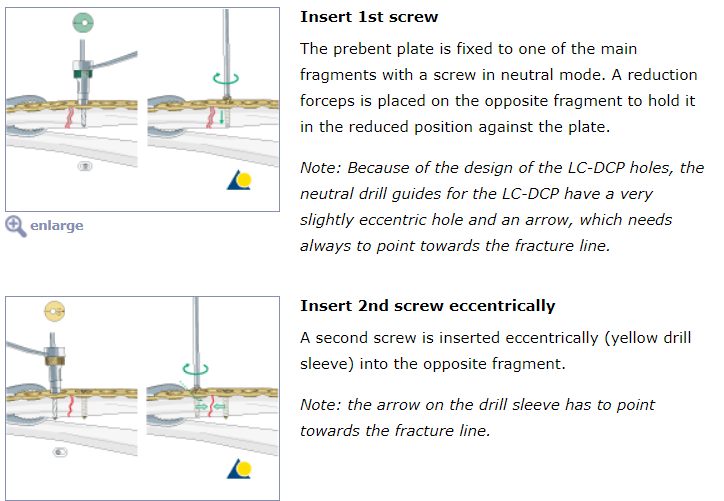 Insert 1st screw
The prebent plate is fixed to one of the main
fragments with a screw in neutral mode. A reduction
forceps is placed on the opposite fragment to hold it
in the reduced position against the plate.
Note: Because of the design of the LC-DCP holes, the
neutral drill guides for the LC-DCP have a very
slightly eccentric hole and an arrow, which needs
always to point towards the fracture line.
enlarge
Insert 2nd screw eccentrically
A second screw is inserted eccentrically (yellow drill
sleeve) into the opposite fragment.
Note: the arrow on the drill sleeve has to point
towards the fracture line.